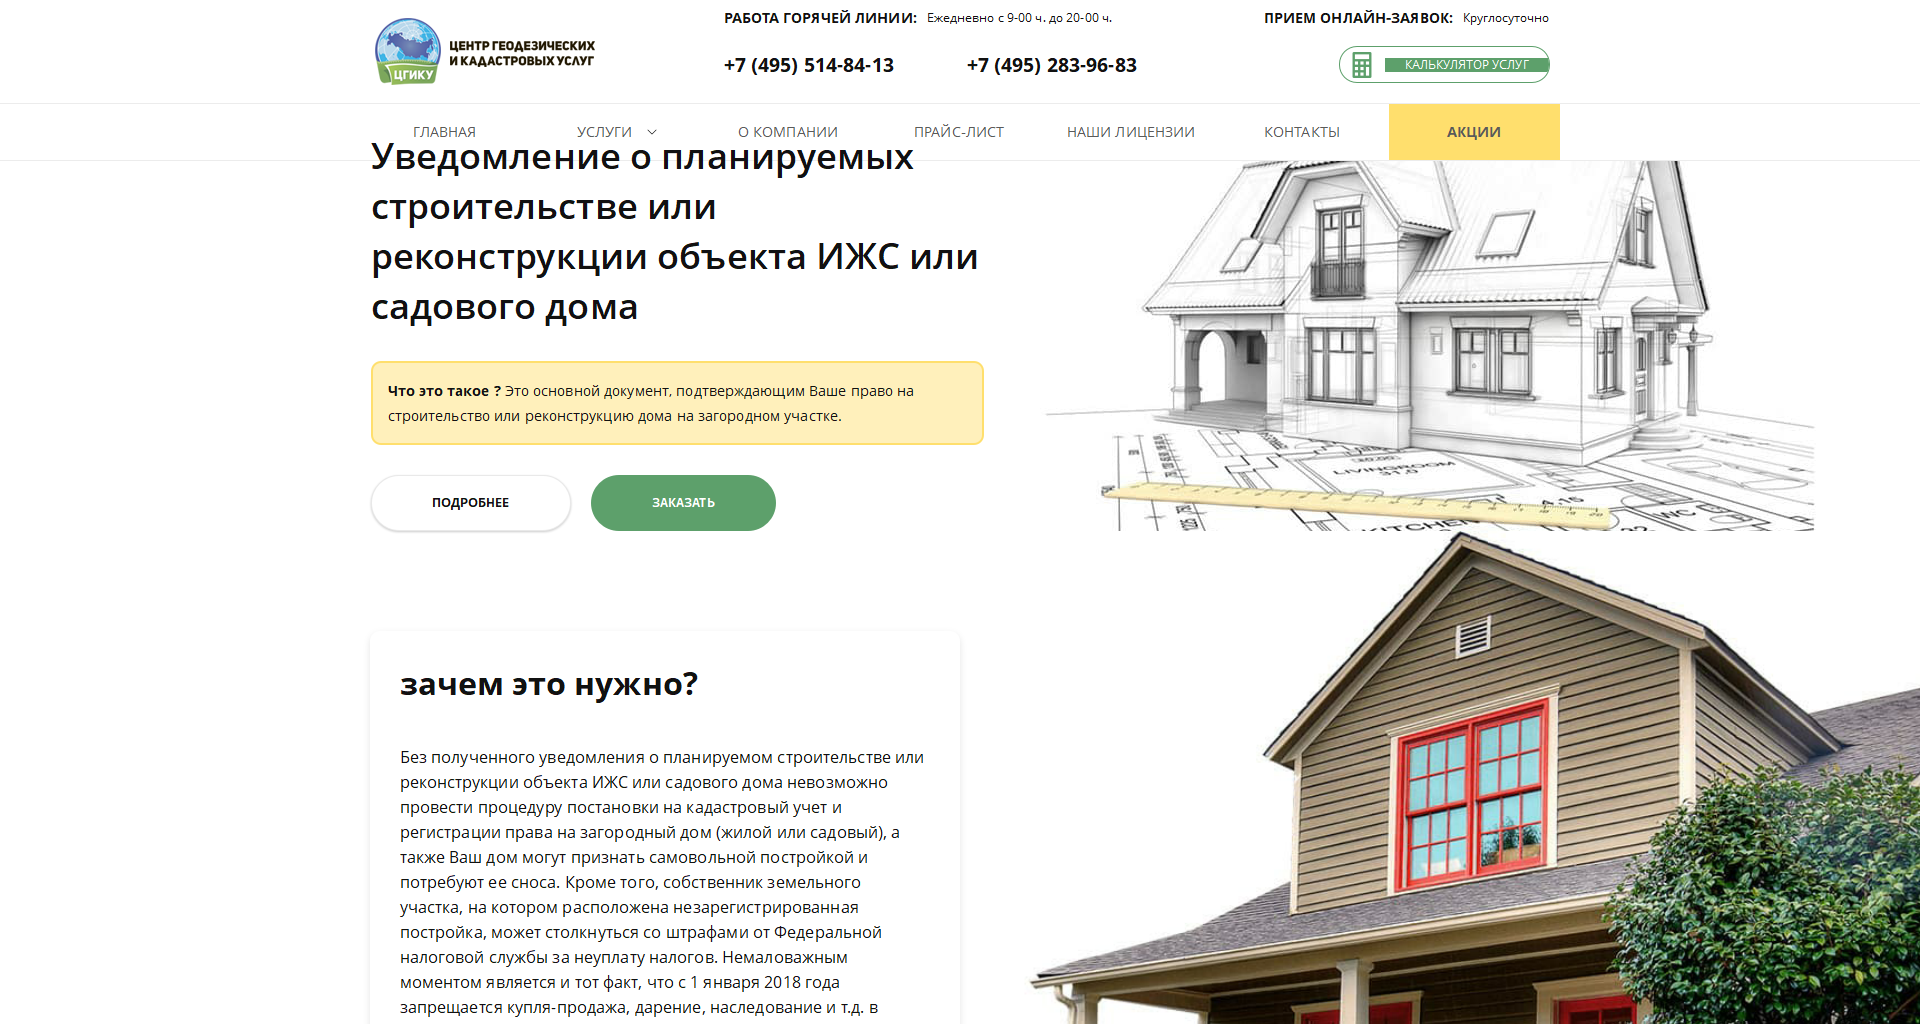 РАБОТА ГОРЯЧЕЙ ЛИНИИ: Ежедневно с 9-00 ч. до 20-00 ч.
ПРИЕМ ОНЛАЙН-ЗАЯВОК: Круглосуточно
ЦЕНТР ГЕОДЕЗИЧЕСКИХ
И КАДАСТРОВЫХ УСЛУГ
ЦГИКУ
+7 (495) 514-84-13
+7 (495) 283-96-83
КАЛЬКУЛЯТОР УСЛУГ
ГЛАВНАЯ
УСЛУГИ
О КОМПАНИИ
ПРАЙС-ЛИСТ
НАШИ ЛИЦЕНЗИИ
КОНТАКТЫ
АКЦИИ
Уведомление о планируемых
строительстве или
реконструкции объекта ИЖС или
садового дома
Что это такое ? Это основной документ, подтверждающим Ваше право на
строительство или реконструкцию дома на загородном участке.
ПОДРОБНЕЕ
ЗАКАЗАТЬ
LIVINGROOM
31,0
4,15
WC
KITCHEN
зачем это нужно?
Без полученного уведомления о планируемом строительстве или
реконструкции объекта ИЖС или садового дома невозможно
провести процедуру постановки на кадастровый учет и
регистрации права на загородный дом (жилой или садовый), а
также Ваш дом могут признать самовольной постройкой и
потребуют ее сноса. Кроме того, собственник земельного
участка, на котором расположена незарегистрированная
постройка, может столкнуться со штрафами от Федеральной
налоговой службы за неуплату налогов. Немаловажным
моментом является и тот факт, что с 1 января 2018 года
запрещается купля-продажа, дарение, наследование и т.д. в